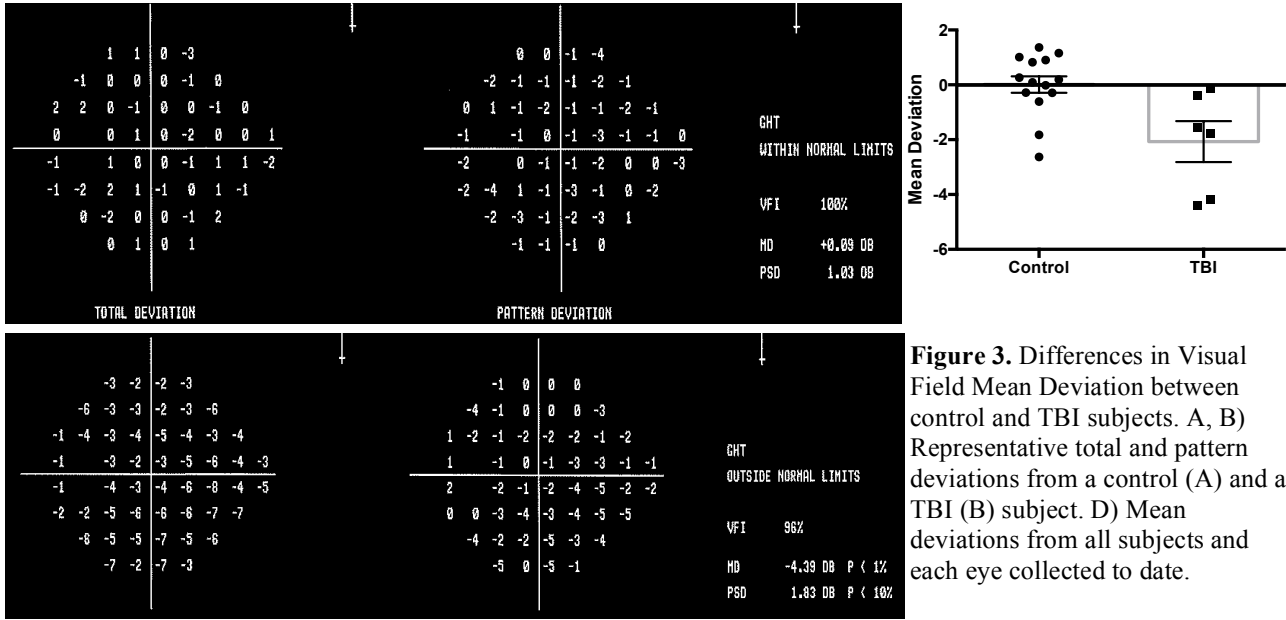 1 1 0 -3
-1 0 0 0 -1 0
2 2 0 -1 0 0 -1 0
0 0 1 0 -2 0 0 1
-1 1 0 0 -1 1 1 -2
-1 -2 2 1 -1 0 1 -1
0 -2 0 0 -1 2
0 1 0 1
TOTAL DEVIATION
0 0 -1 -4
-2 -1 -1 -1 -2 -1
0 1 -1 -2 -1 -1 -2 -1
-1 -1 0 -1 -3 -1 -1 0
-2 0 -1 -1 -2 0 0 -3
-2 -4 1 -1 -3 -1 0 -2
-2 -3 -1 -2 -3 1
-1 -1 -1 0
PATTERN DEVIATION
GHT
WITHIN NORMAL LIMITS
VFI 100%
MD +0.09 DB
PSD 1.03 DB
2
0
-2
-4
-6
Mean Deviation
Control TBI
-3 -2 -2 -3
-6 -3 -3 -2 -3 -6
-1 -4 -3 -4 -5 -4 -3 -4
-1 -3 -2 -3 -5 -6 -4 -3
-1 -4 -3 -4 -6 -8 -4 -5
-2 -2 -5 -6 -6 -6 -7 -7
-6 -5 -5 -7 -5 -6
-7 -2 -7 -3
-1 0 0 0
-4 -1 0 0 0 -3
1 -2 -1 -2 -2 -2 -1 -2
1 -1 0 -1 -3 -3 -1 -1
2 -2 -1 -2 -4 -5 -2 -2
0 0 -3 -4 -3 -4 -5 -5
-4 -2 -2 -5 -3 -4
-5 0 -5 -1
GHT
OUTSIDE NORMAL LIMITS
VFI 96%
MD -4.39 DB P < 1%
PSD 1.83 DB P < 10%
Figure 3. Differences in Visual
Field Mean Deviation between
control and TBI subjects. A, B)
Representative total and pattern
deviations from a control (A) and a
TBI (B) subject. D) Mean
deviations from all subjects and
each eye collected to date.